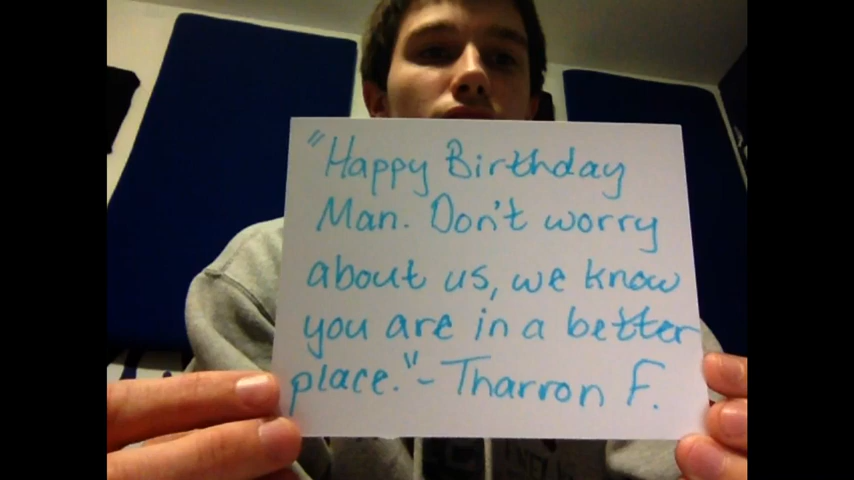 "Happy Birthday
Man. Don't worry
about us, we know
you are in a better
place."- Tharron F.